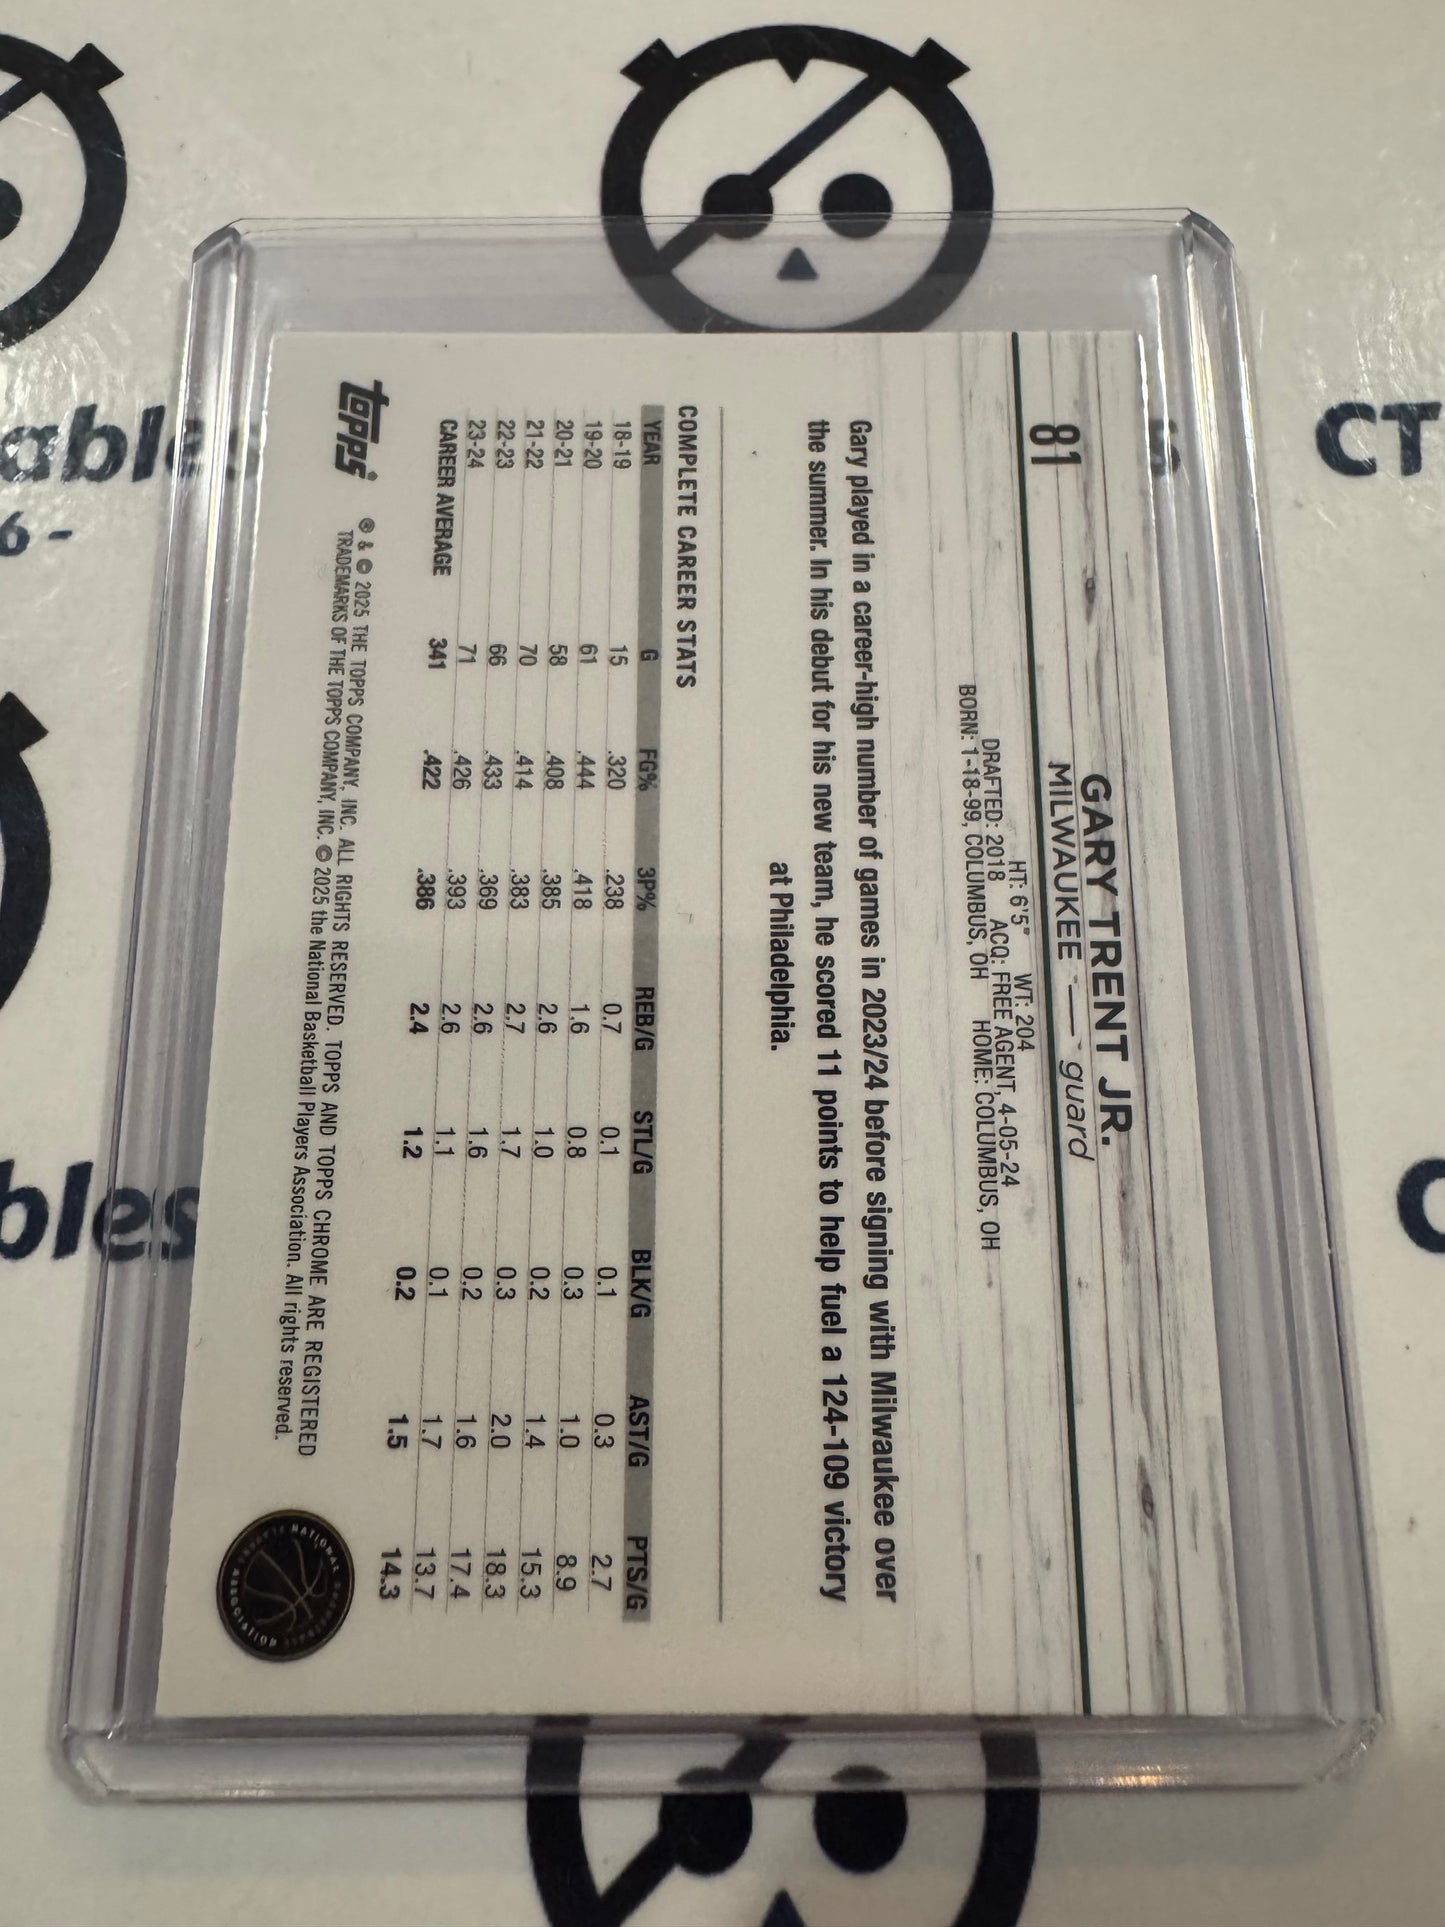 81
GARY TRENT JR.
MILWAUKEE — guard
HT: 6'5" WT: 204
DRAFTED: 2018 ACQ: FREE AGENT, 4-05-24
BORN: 1-18-99, COLUMBUS, OH HOME: COLUMBUS, OH
Gary played in a career-high number of games in 2023/24 before signing with Milwaukee over
the summer. In his debut for his new team, he scored 11 points to help fuel a 124-109 victory
at Philadelphia.
COMPLETE CAREER STATS
YEAR G FG% 3P% REB/G STL/G BLK/G AST/G PTS/G
18-19 15 .320 .238 0.7 0.1 0.1 0.3 2.7
19-20 61 .444 .418 1.6 0.8 0.3 1.0 8.9
20-21 58 .408 .385 2.6 1.0 0.2 1.4 15.3
21-22 70 .414 .383 2.7 1.7 0.3 2.0 18.3
22-23 66 .433 .369 2.6 1.6 0.2 1.6 17.4
23-24 71 .426 .393 2.6 1.1 0.1 1.7 13.7
CAREER AVERAGE 341 .422 .386 2.4 1.2 0.2 1.5 14.3
topps
® & © 2025 THE TOPPS COMPANY, INC. ALL RIGHTS RESERVED. TOPPS AND TOPPS CHROME ARE REGISTERED
TRADEMARKS OF THE TOPPS COMPANY, INC. © 2025 the National Basketball Players Association. All rights reserved.
NATIONAL BASKETBALL PLAYERS ASSOCIATION
CT
ables
6 -
bles
C